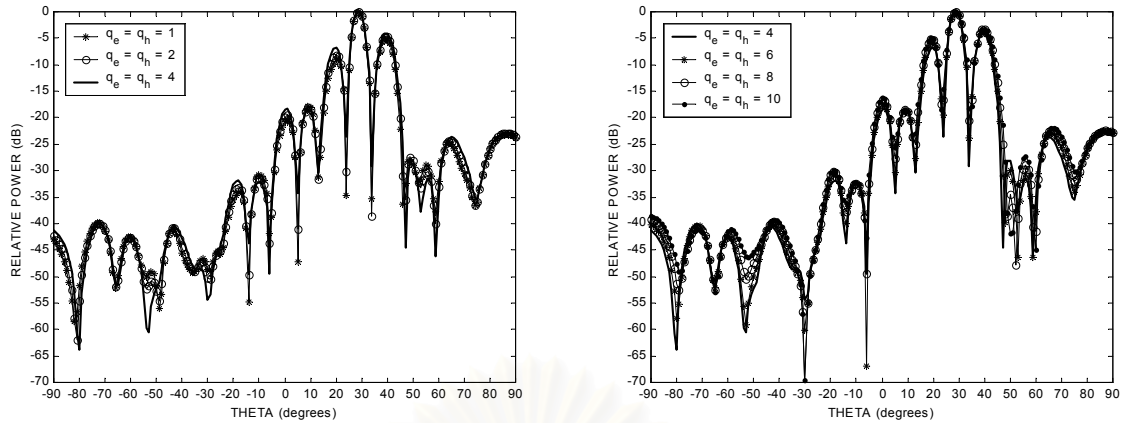 0
-5
-10
-15
-20
-25
-30
-35
-40
-45
-50
-55
-60
-65
-70
RELATIVE POWER (dB)
q_e = q_h = 1
q_e = q_h = 2
q_e = q_h = 4
-90 -80 -70 -60 -50 -40 -30 -20 -10 0 10 20 30 40 50 60 70 80 90
THETA (degrees)
0
-5
-10
-15
-20
-25
-30
-35
-40
-45
-50
-55
-60
-65
-70
RELATIVE POWER (dB)
q_e = q_h = 4
q_e = q_h = 6
q_e = q_h = 8
q_e = q_h = 10
-90 -80 -70 -60 -50 -40 -30 -20 -10 0 10 20 30 40 50 60 70 80 90
THETA (degrees)